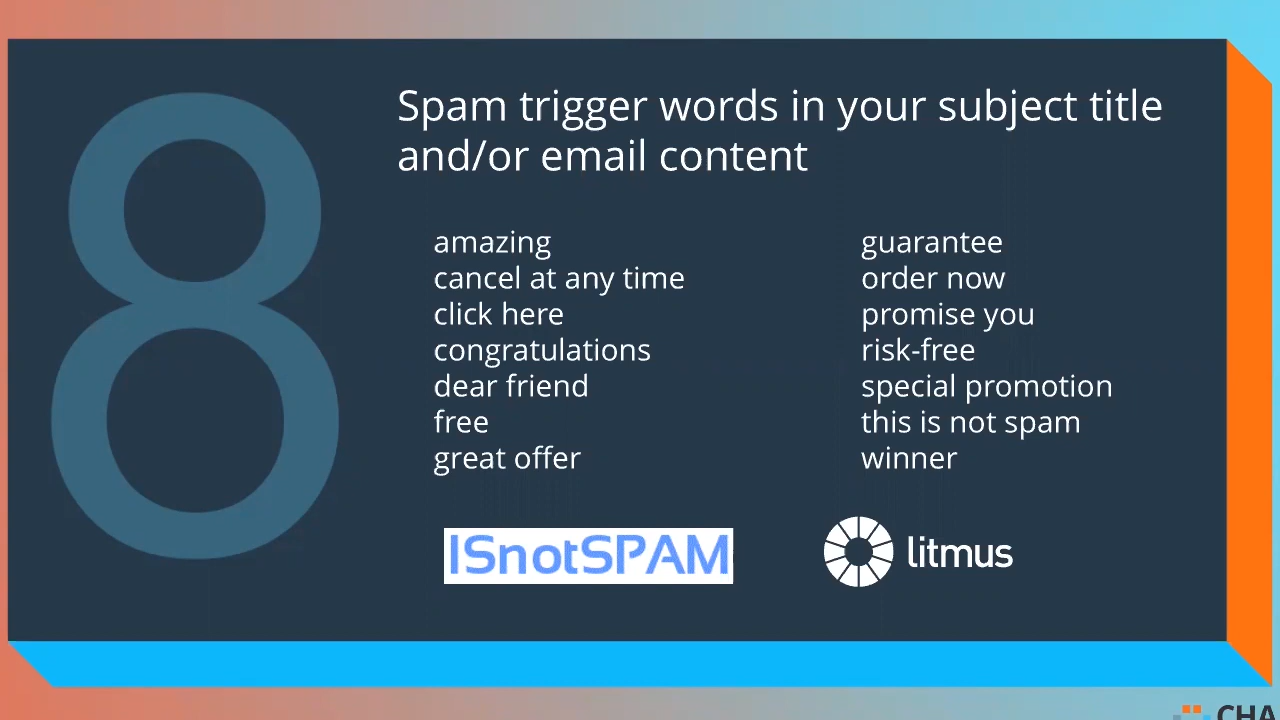 8
Spam trigger words in your subject title
and/or email content
amazing
cancel at any time
click here
congratulations
dear friend
free
great offer
guarantee
order now
promise you
risk-free
special promotion
this is not spam
winner
ISnotSPAM
litmus
CHA